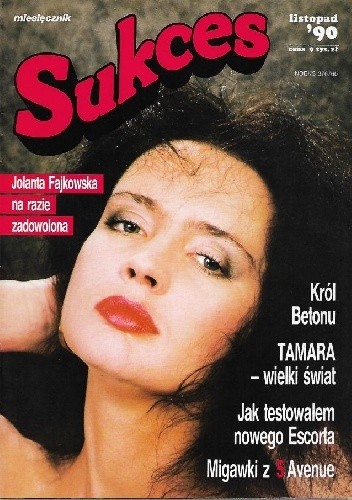 miesięcznik
Sukces
listopad
'90
cena 9 tys. zł
Jolanta Fajkowska
na razie
zadowolona
Król
Betonu
TAMARA
– wielki świat
Jak testowałem
nowego Escorta
Migawki z 5 Avenue